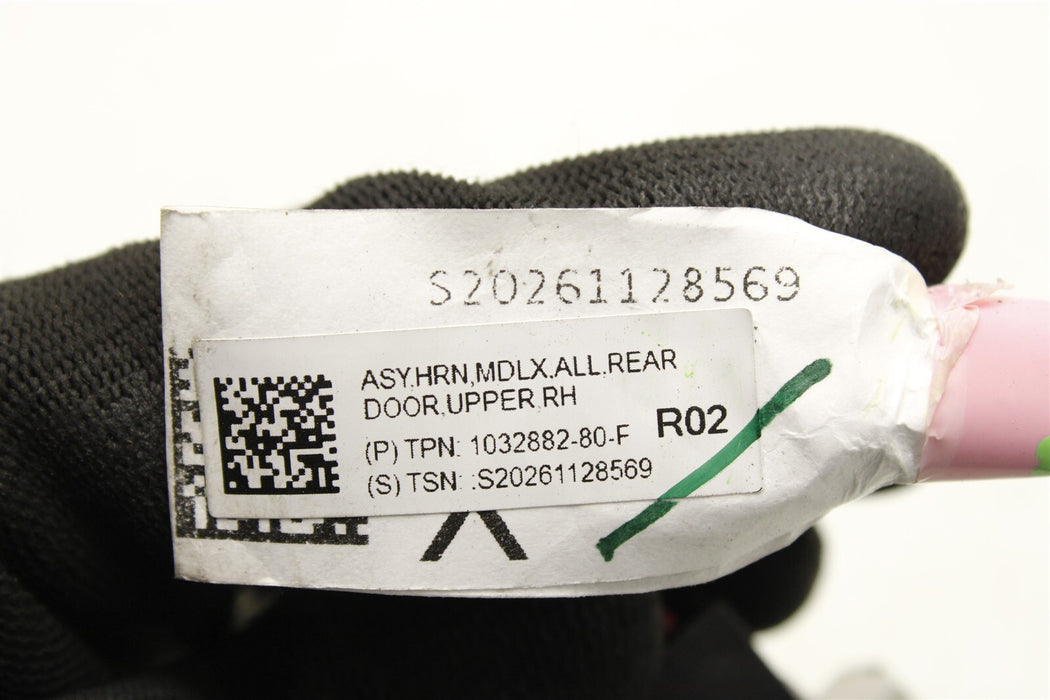 S20261128569
ASY,HRN,MDLX,ALL,REAR
DOOR,UPPER,RH
R02
(P) TPN: 1032882-80-F
(S) TSN: :S20261128569